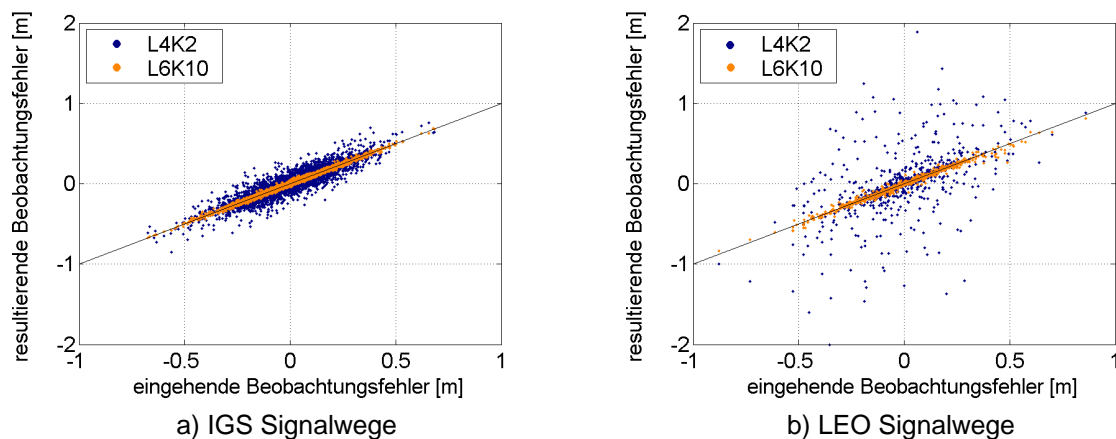 2
1
0
-1
-2
-1
-0.5
0
0.5
1
resultierende Beobachtungsfehler [m]
eingehende Beobachtungsfehler [m]
L4K2
L6K10
a) IGS Signalwege
2
1
0
-1
-2
-1
-0.5
0
0.5
1
resultierende Beobachtungsfehler [m]
eingehende Beobachtungsfehler [m]
L4K2
L6K10
b) LEO Signalwege